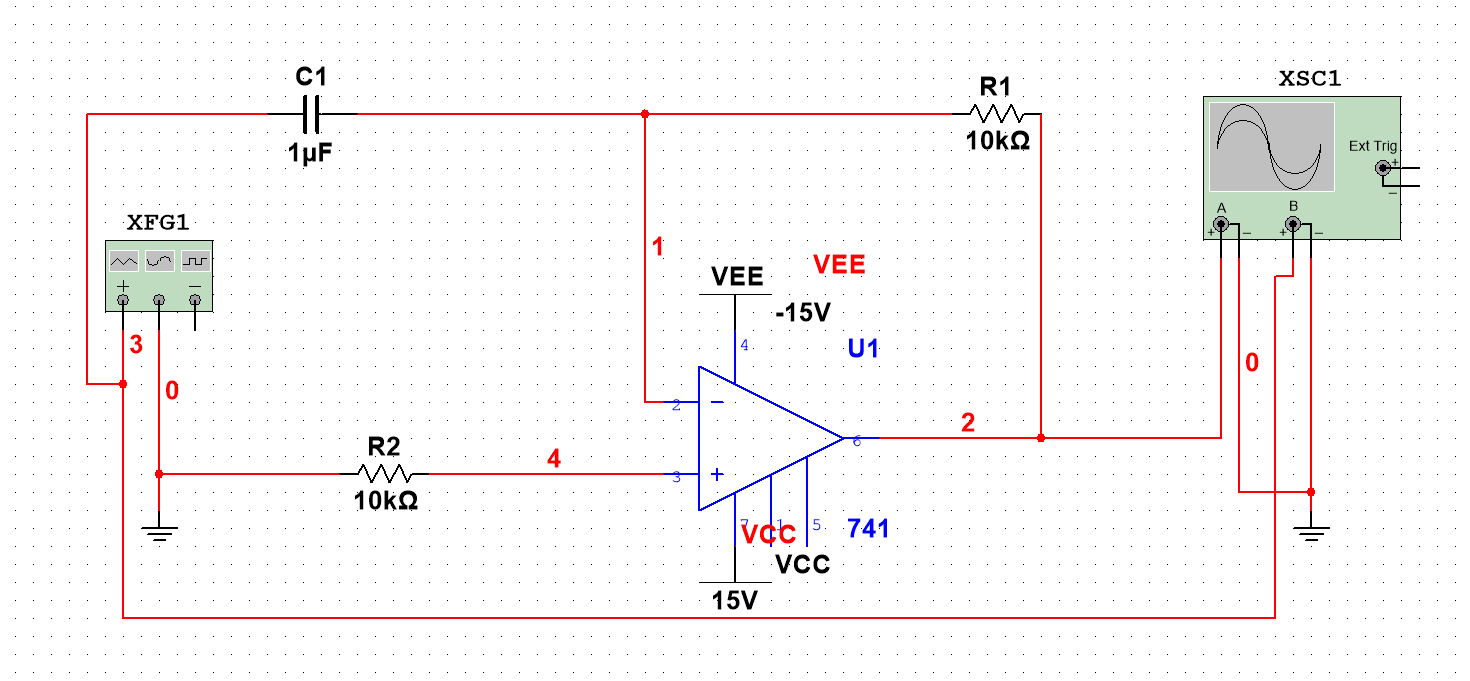 C1
1µF
R1
10kΩ
XSC1
Ext Trig
+
−
A
B
+
−
+
−
XFG1
+
−
3
0
1
VEE
VEE
-15V
4
U1
2
−
6
2
0
R2
10kΩ
4
3
+
7
VCC
1
5
741
VCC
15V